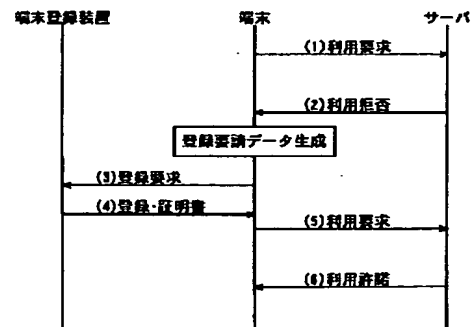 端末登録装置 端末 サーバ
(1)利用要求
(2)利用拒否
登録要請データ生成
(3)登録要求
(4)登録・証明書
(5)利用要求
(6)利用許諾